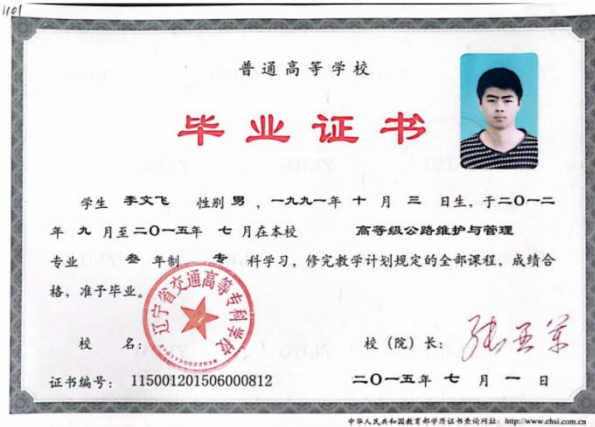 1101
普通高等学校
毕业证书
学生 李文飞 性别 男 ,一九九一年 十 月 三 日生,于二〇一二
年 九 月至二〇一五年 七 月在本校 高等级公路维护与管理
专业 叁 年制 专 科学习,修完教学计划规定的全部课程,成绩合
格,准予毕业。
辽宁省交通高等专科学校
校 名: 校(院)长:
证书编号: 115001201506000812 二〇一五年 七 月 一 日
中华人民共和国教育部学历证书查询网址: http://www.chsi.com.cn